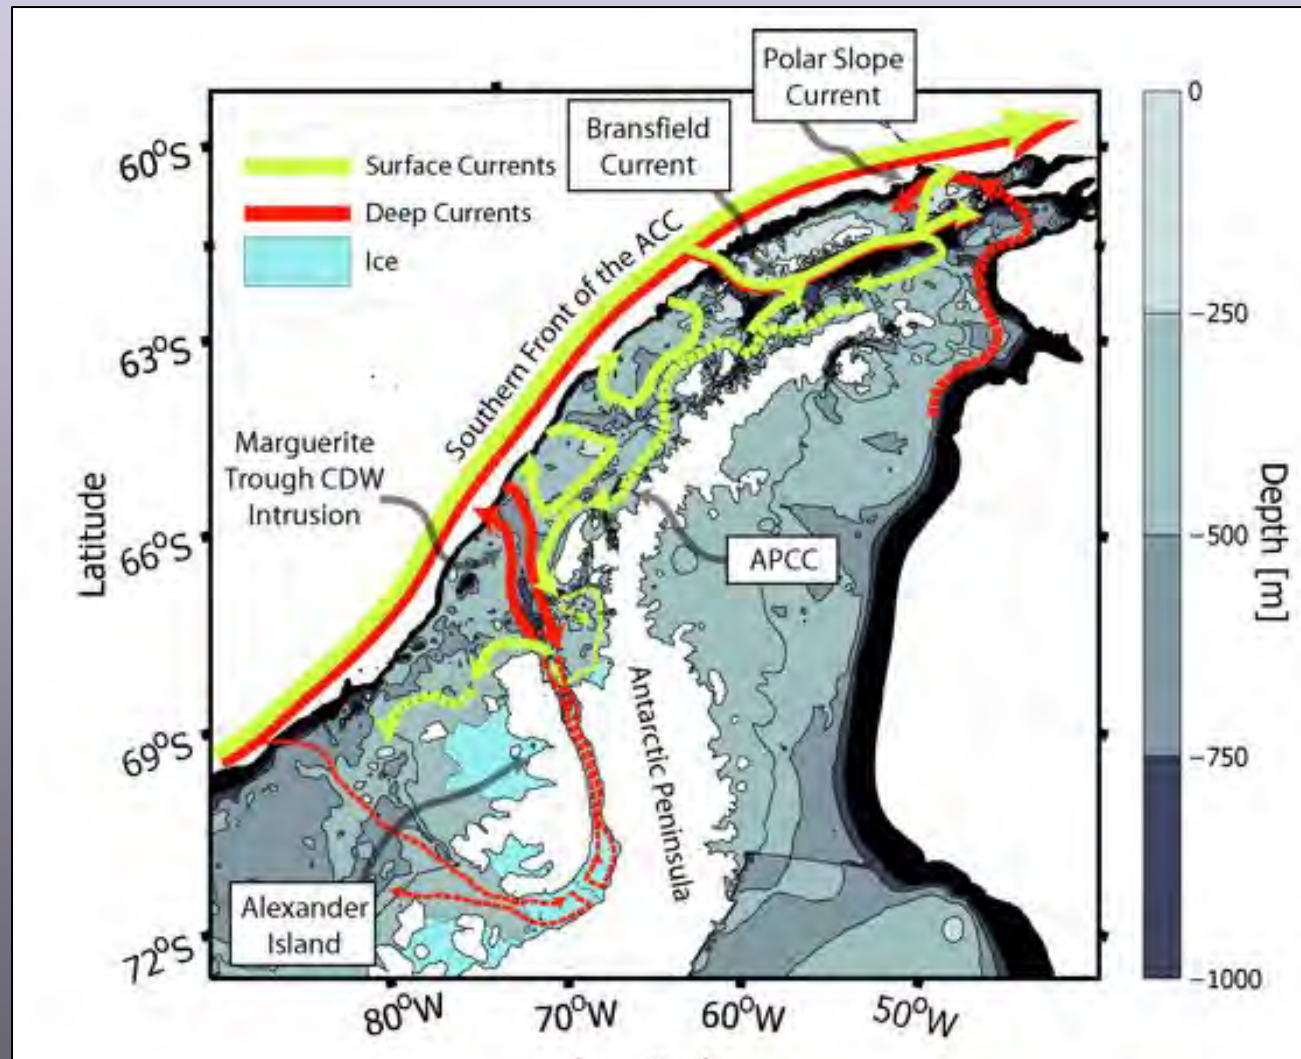 Polar Slope
Current
Bransfield
Current
60°S
63°S
66°S
69°S
72°S
Latitude
Surface Currents
Deep Currents
Ice
Southern Front of the ACC
Marguerite
Trough CDW
Intrusion
APCC
Antarctic Peninsula
Alexander
Island
80°W
70°W
60°W
50°W
0
−250
−500
−750
−1000
Depth [m]